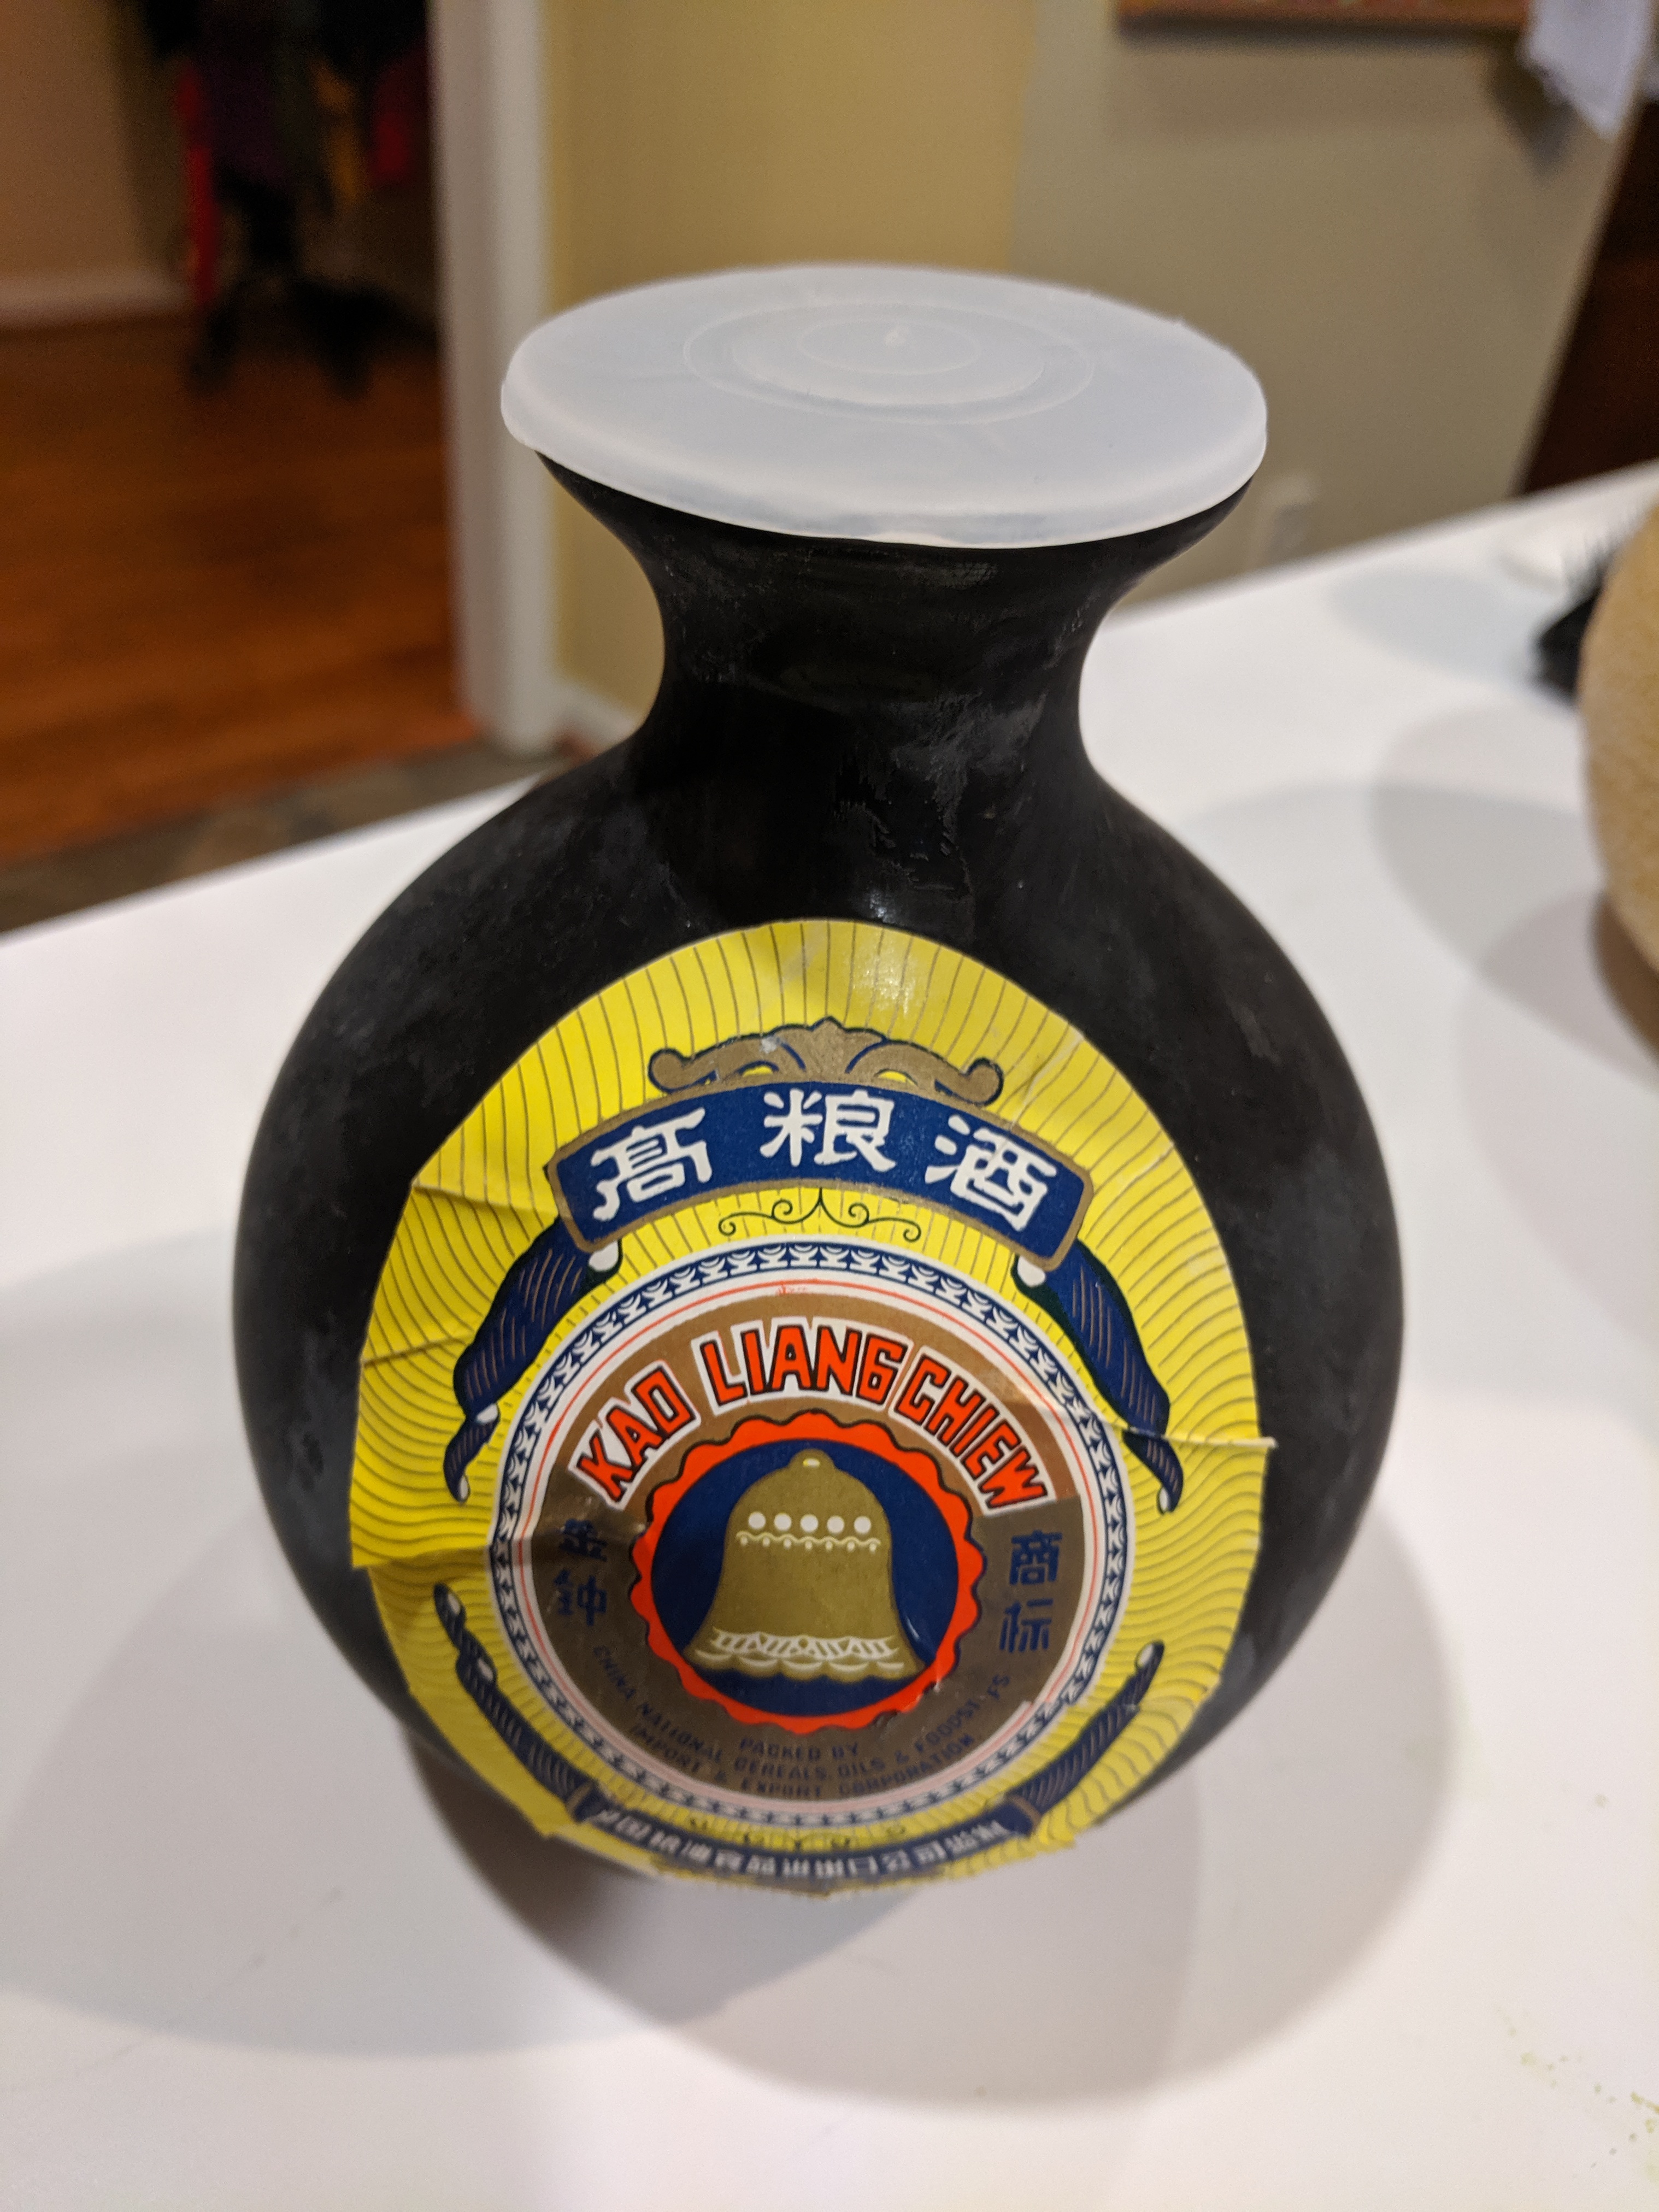 高粮酒
KAO LIANG CHIEW
金钟
商标
PACKED BY
CHINA NATIONAL CEREALS, OILS & FOODSTUFFS
IMPORT & EXPORT CORPORATION